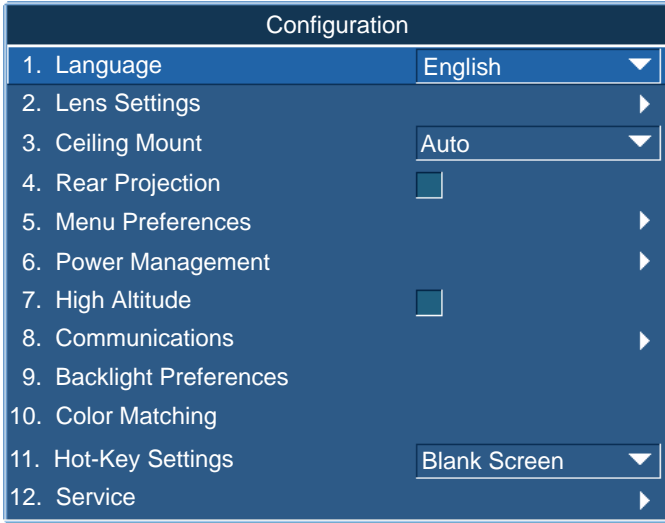 Configuration
1. Language English
2. Lens Settings
3. Ceiling Mount Auto
4. Rear Projection
5. Menu Preferences
6. Power Management
7. High Altitude
8. Communications
9. Backlight Preferences
10. Color Matching
11. Hot-Key Settings Blank Screen
12. Service